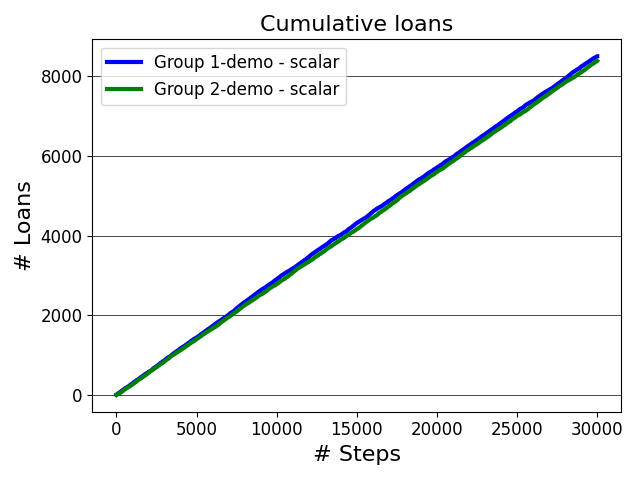 Cumulative loans
Group 1-demo - scalar
Group 2-demo - scalar
# Loans
8000
6000
4000
2000
0
0 5000 10000 15000 20000 25000 30000
# Steps